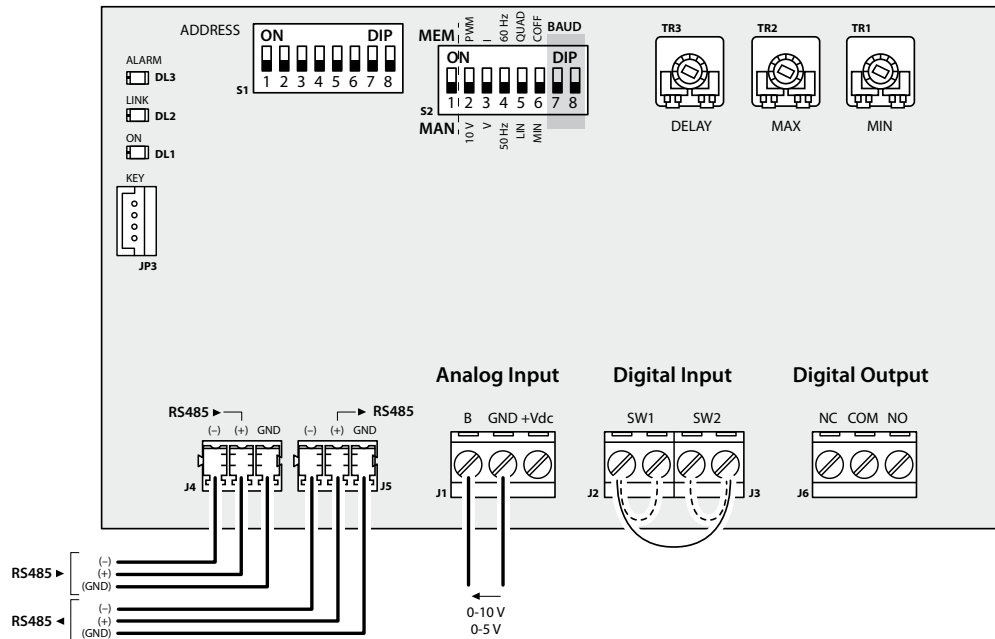 ADDRESS
ON DIP
1 2 3 4 5 6 7 8
S1
MEM
PWM
I
60 Hz
QUAD
COFF
BAUD
ON DIP
1 2 3 4 5 6 7 8
S2
MAN
10 V
V
50 Hz
LIN
MIN
TR3
DELAY
TR2
MAX
TR1
MIN
ALARM
DL3
LINK
DL2
ON
DL1
KEY
JP3
Analog Input
Digital Input
Digital Output
RS485
(–) (+) GND
J4
RS485
(–) (+) GND
J5
B GND +Vdc
J1
SW1 SW2
J2
J3
NC COM NO
J6
RS485
(–)
(+)
(GND)
RS485
(–)
(+)
(GND)
0-10 V
0-5 V